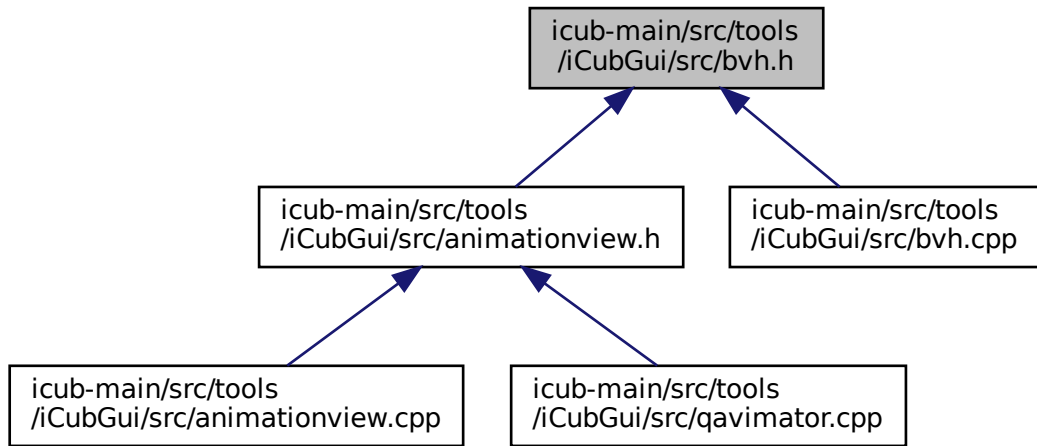 icub-main/src/tools
/iCubGui/src/bvh.h
icub-main/src/tools
/iCubGui/src/animationview.h
icub-main/src/tools
/iCubGui/src/bvh.cpp
icub-main/src/tools
/iCubGui/src/animationview.cpp
icub-main/src/tools
/iCubGui/src/qavimator.cpp